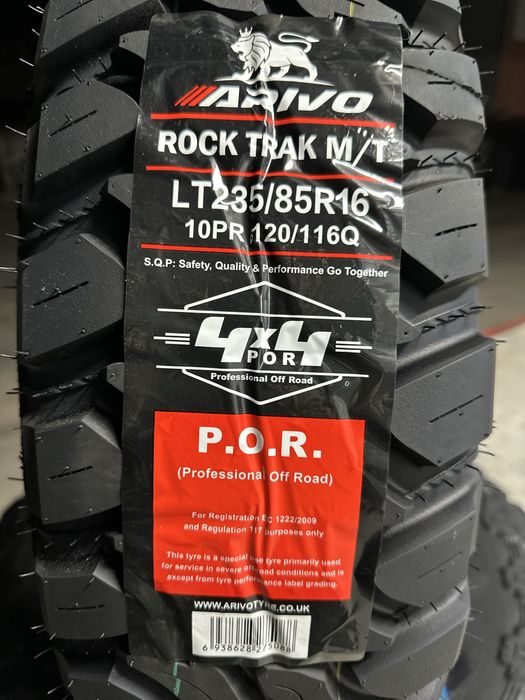 ARIVO
ROCK TRAK M/T
LT235/85R16
10PR 120/116Q
S.Q.P: Safety, Quality & Performance Go Together
4x4
POR
Professional Off Road
P.O.R.
(Professional Off Road)
For Registration EC 1222/2009
and Regulation 117 purposes only
This tyre is a special use tyre primarily used
for service in severe off road conditions and is
except from tyre performance label grading.
WWW.ARIVOTYRE.CO.UK
6 938628 275068